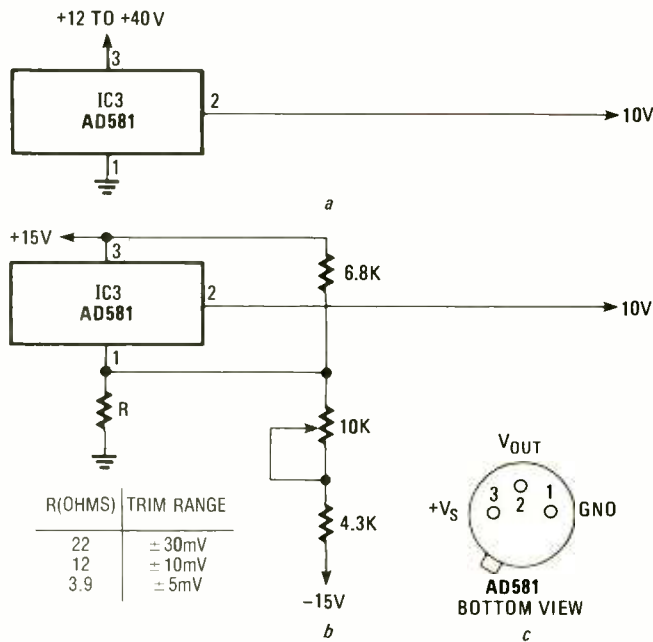 +12 TO +40V
3
IC3
AD581
2
10V
1
a
+15V
3
6.8K
IC3
AD581
2
10V
1
R
10K
4.3K
-15V
b
R(OHMS) TRIM RANGE
22 ±30mV
12 ±10mV
3.9 ±5mV
VOUT
+VS
3
2
1
GNO
AD581
BOTTOM VIEW
c